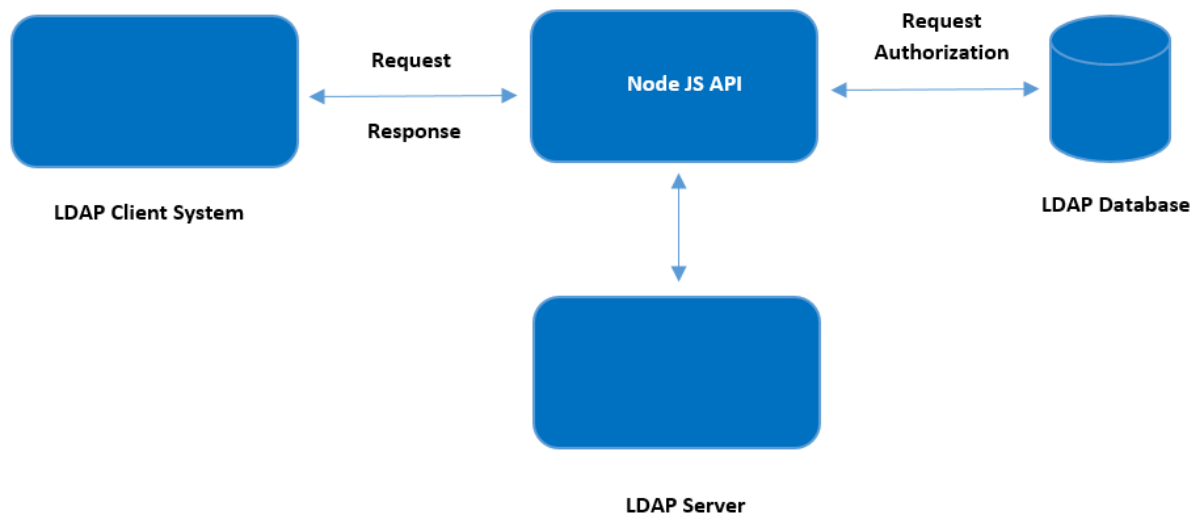 Request
Response
LDAP Client System
Node JS API
Request
Authorization
LDAP Database
LDAP Server